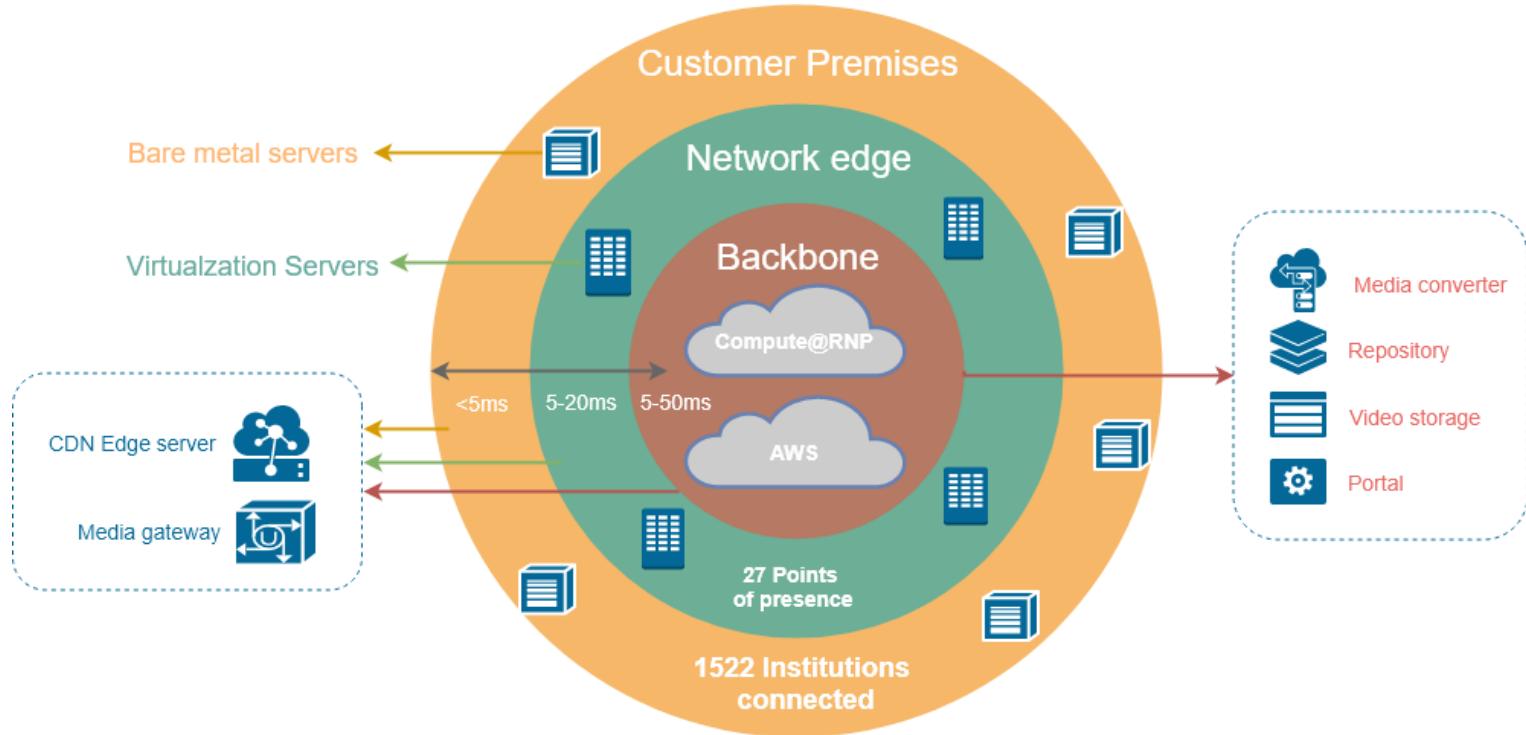 Customer Premises
Bare metal servers
Network edge
Virtualzation Servers
Backbone
Compute@RNP
<5ms
5-20ms
5-50ms
AWS
CDN Edge server
Media gateway
Media converter
Repository
Video storage
Portal
27 Points
of presence
1522 Institutions
connected